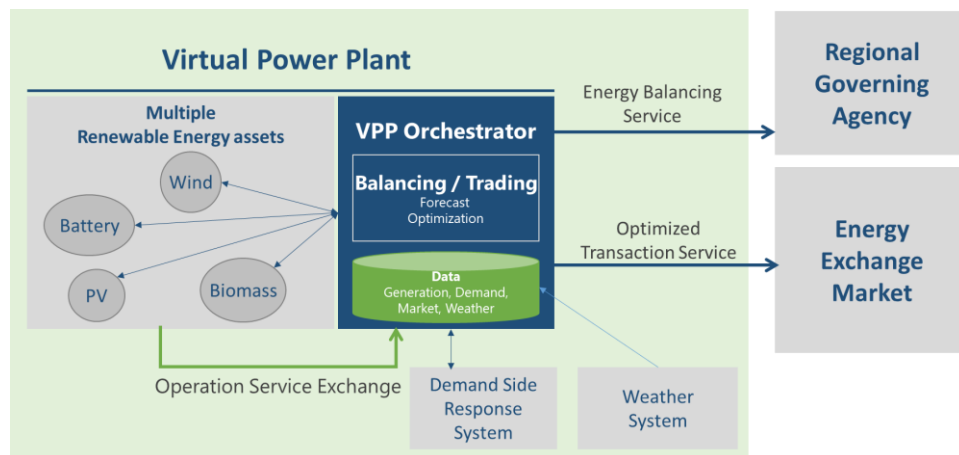 Virtual Power Plant
Multiple
Renewable Energy assets
Wind
Battery
PV
Biomass
VPP Orchestrator
Balancing / Trading
Forecast
Optimization
Data
Generation, Demand,
Market, Weather
Operation Service Exchange
Demand Side
Response
System
Weather
System
Energy Balancing
Service
Optimized
Transaction Service
Regional
Governing
Agency
Energy
Exchange
Market